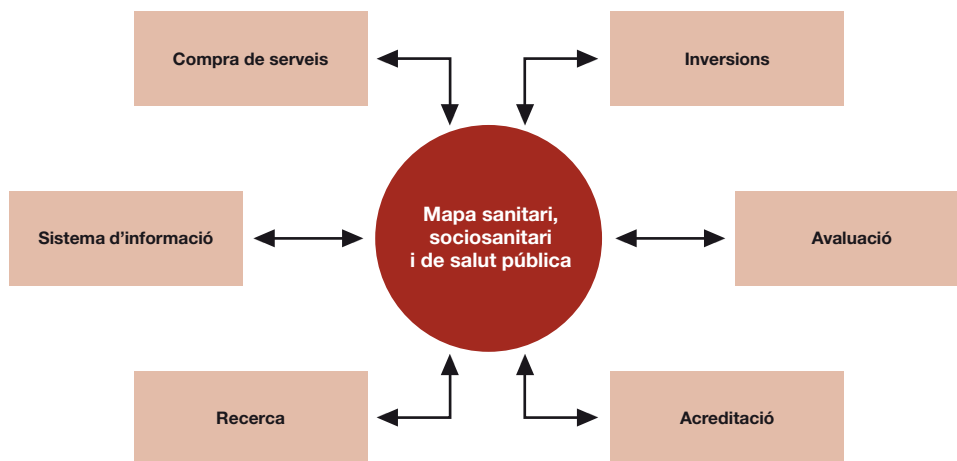 Compra de serveis
Inversions
Mapa sanitari,
sociosanitari
i de salut pública
Sistema d'informació
Avaluació
Recerca
Acreditació